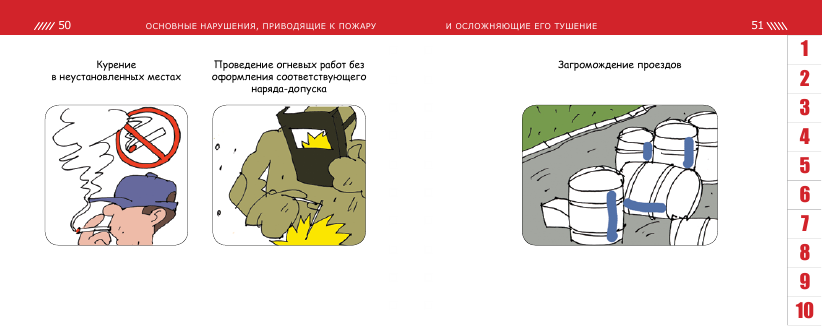 50
ОСНОВНЫЕ НАРУШЕНИЯ, ПРИВОДЯЩИЕ К ПОЖАРУ
И ОСЛОЖНЯЮЩИЕ ЕГО ТУШЕНИЕ
51
Курение
в неустановленных местах
Проведение огневых работ без
оформления соответствующего
наряда-допуска
Загромождение проездов
1
2
3
4
5
6
7
8
9
10